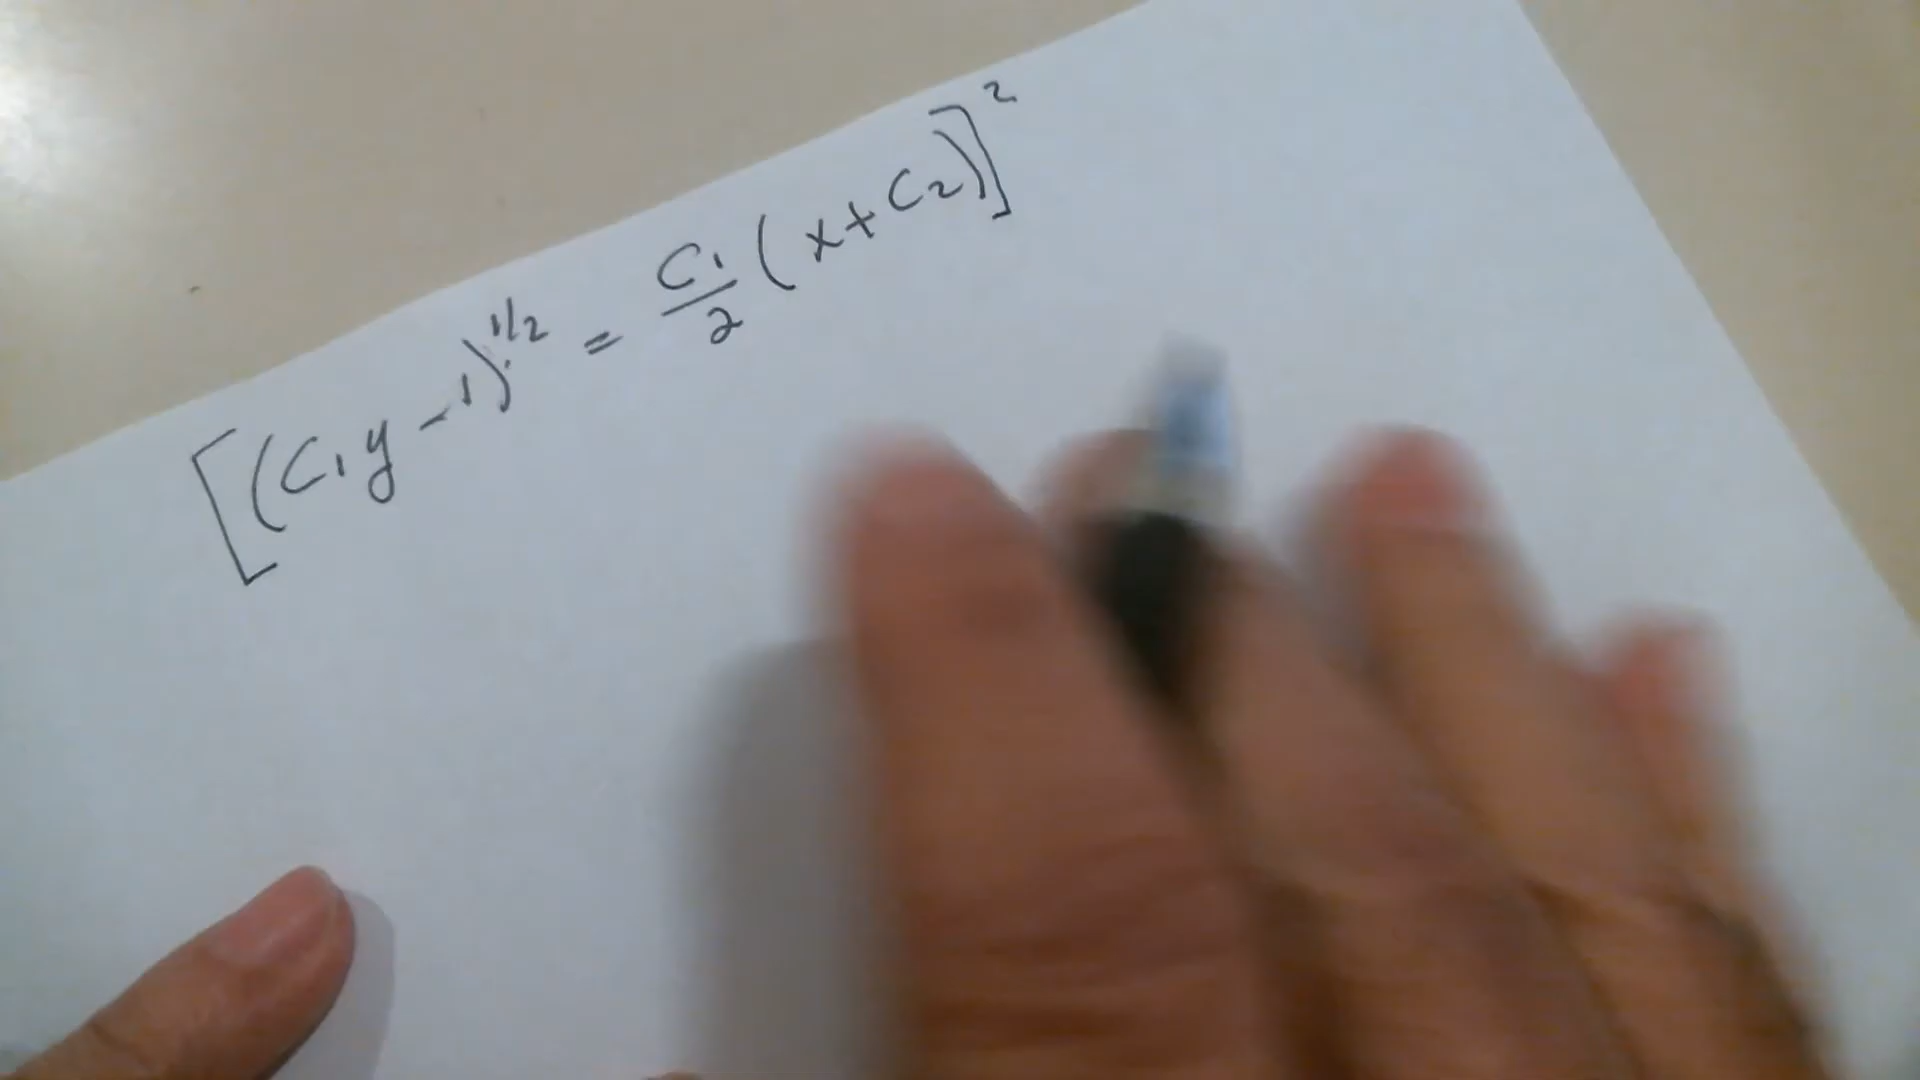 [(C₁y - 1)^1/2 = C₁/2 (x + C₂)]²